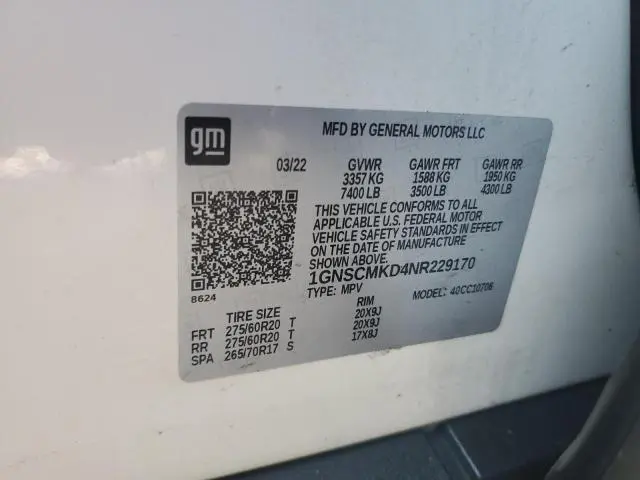 gm
MFD BY GENERAL MOTORS LLC
03/22 GVWR GAWR FRT GAWR RR
3357 KG 1588 KG 1950 KG
7400 LB 3500 LB 4300 LB
THIS VEHICLE CONFORMS TO ALL
APPLICABLE U.S. FEDERAL MOTOR
VEHICLE SAFETY STANDARDS IN EFFECT
ON THE DATE OF MANUFACTURE
SHOWN ABOVE.
1GNSCMKD4NR229170
8624
TYPE: MPV MODEL: 40CC10706
TIRE SIZE RIM
FRT 275/60R20 T 20X9J
RR 275/60R20 T 20X9J
SPA 265/70R17 S 17X8J